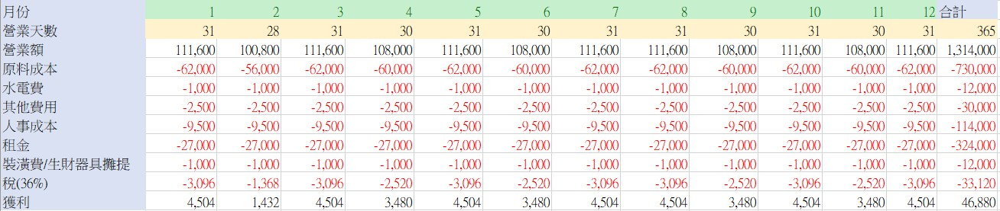 月份 1 2 3 4 5 6 7 8 9 10 11 12 合計
營業天數 31 28 31 30 31 30 31 31 30 31 30 31 365
營業額 111,600 100,800 111,600 108,000 111,600 108,000 111,600 111,600 108,000 111,600 108,000 111,600 1,314,000
原料成本 -62,000 -56,000 -62,000 -60,000 -62,000 -60,000 -62,000 -62,000 -60,000 -62,000 -60,000 -62,000 -730,000
水電費 -1,000 -1,000 -1,000 -1,000 -1,000 -1,000 -1,000 -1,000 -1,000 -1,000 -1,000 -1,000 -12,000
其他費用 -2,500 -2,500 -2,500 -2,500 -2,500 -2,500 -2,500 -2,500 -2,500 -2,500 -2,500 -2,500 -30,000
人事成本 -9,500 -9,500 -9,500 -9,500 -9,500 -9,500 -9,500 -9,500 -9,500 -9,500 -9,500 -9,500 -114,000
租金 -27,000 -27,000 -27,000 -27,000 -27,000 -27,000 -27,000 -27,000 -27,000 -27,000 -27,000 -27,000 -324,000
裝潢費/生財器具攤提 -1,000 -1,000 -1,000 -1,000 -1,000 -1,000 -1,000 -1,000 -1,000 -1,000 -1,000 -1,000 -12,000
稅(36%) -3,096 -1,368 -3,096 -2,520 -3,096 -2,520 -3,096 -3,096 -2,520 -3,096 -2,520 -3,096 -33,120
獲利 4,504 1,432 4,504 3,480 4,504 3,480 4,504 4,504 3,480 4,504 3,480 4,504 46,880